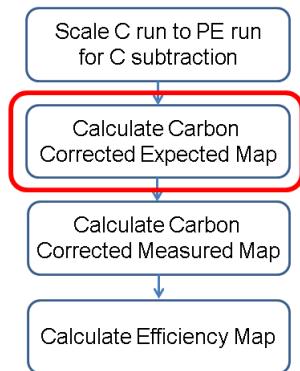 Scale C run to PE run
for C subtraction
Calculate Carbon
Corrected Expected Map
Calculate Carbon
Corrected Measured Map
Calculate Efficiency Map